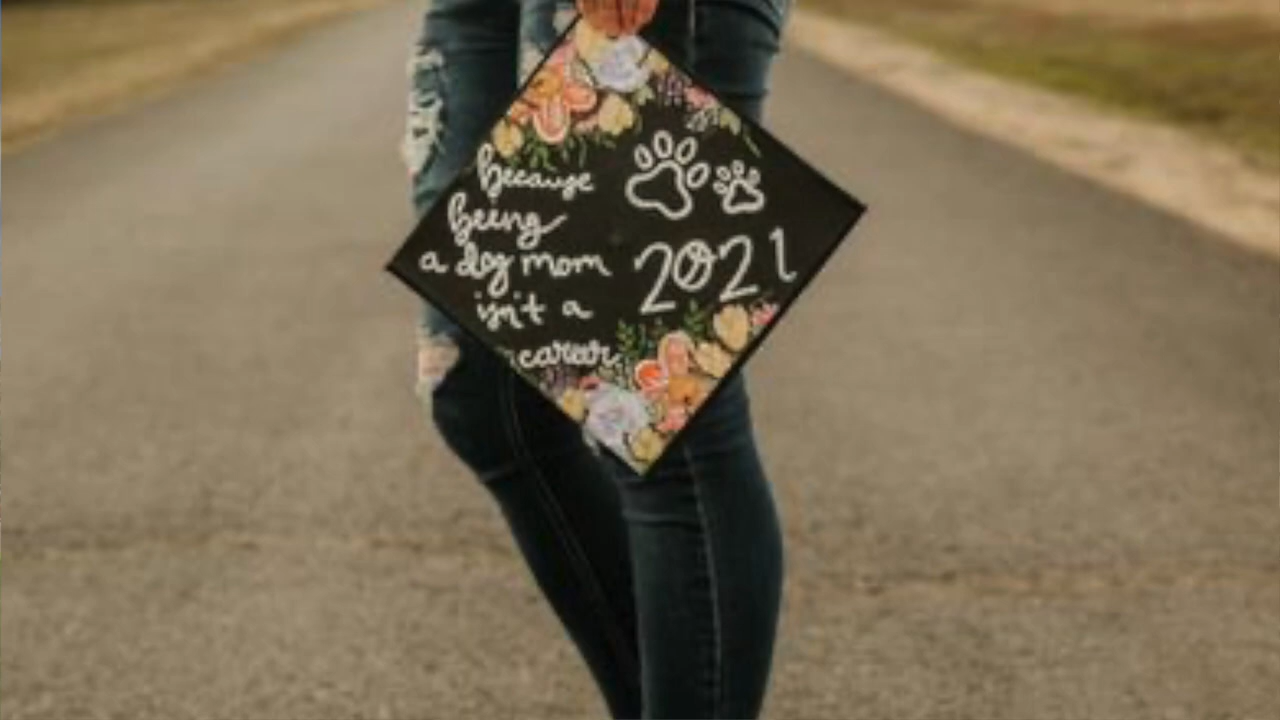 because
being
a dog mom
isn't a
career
2021